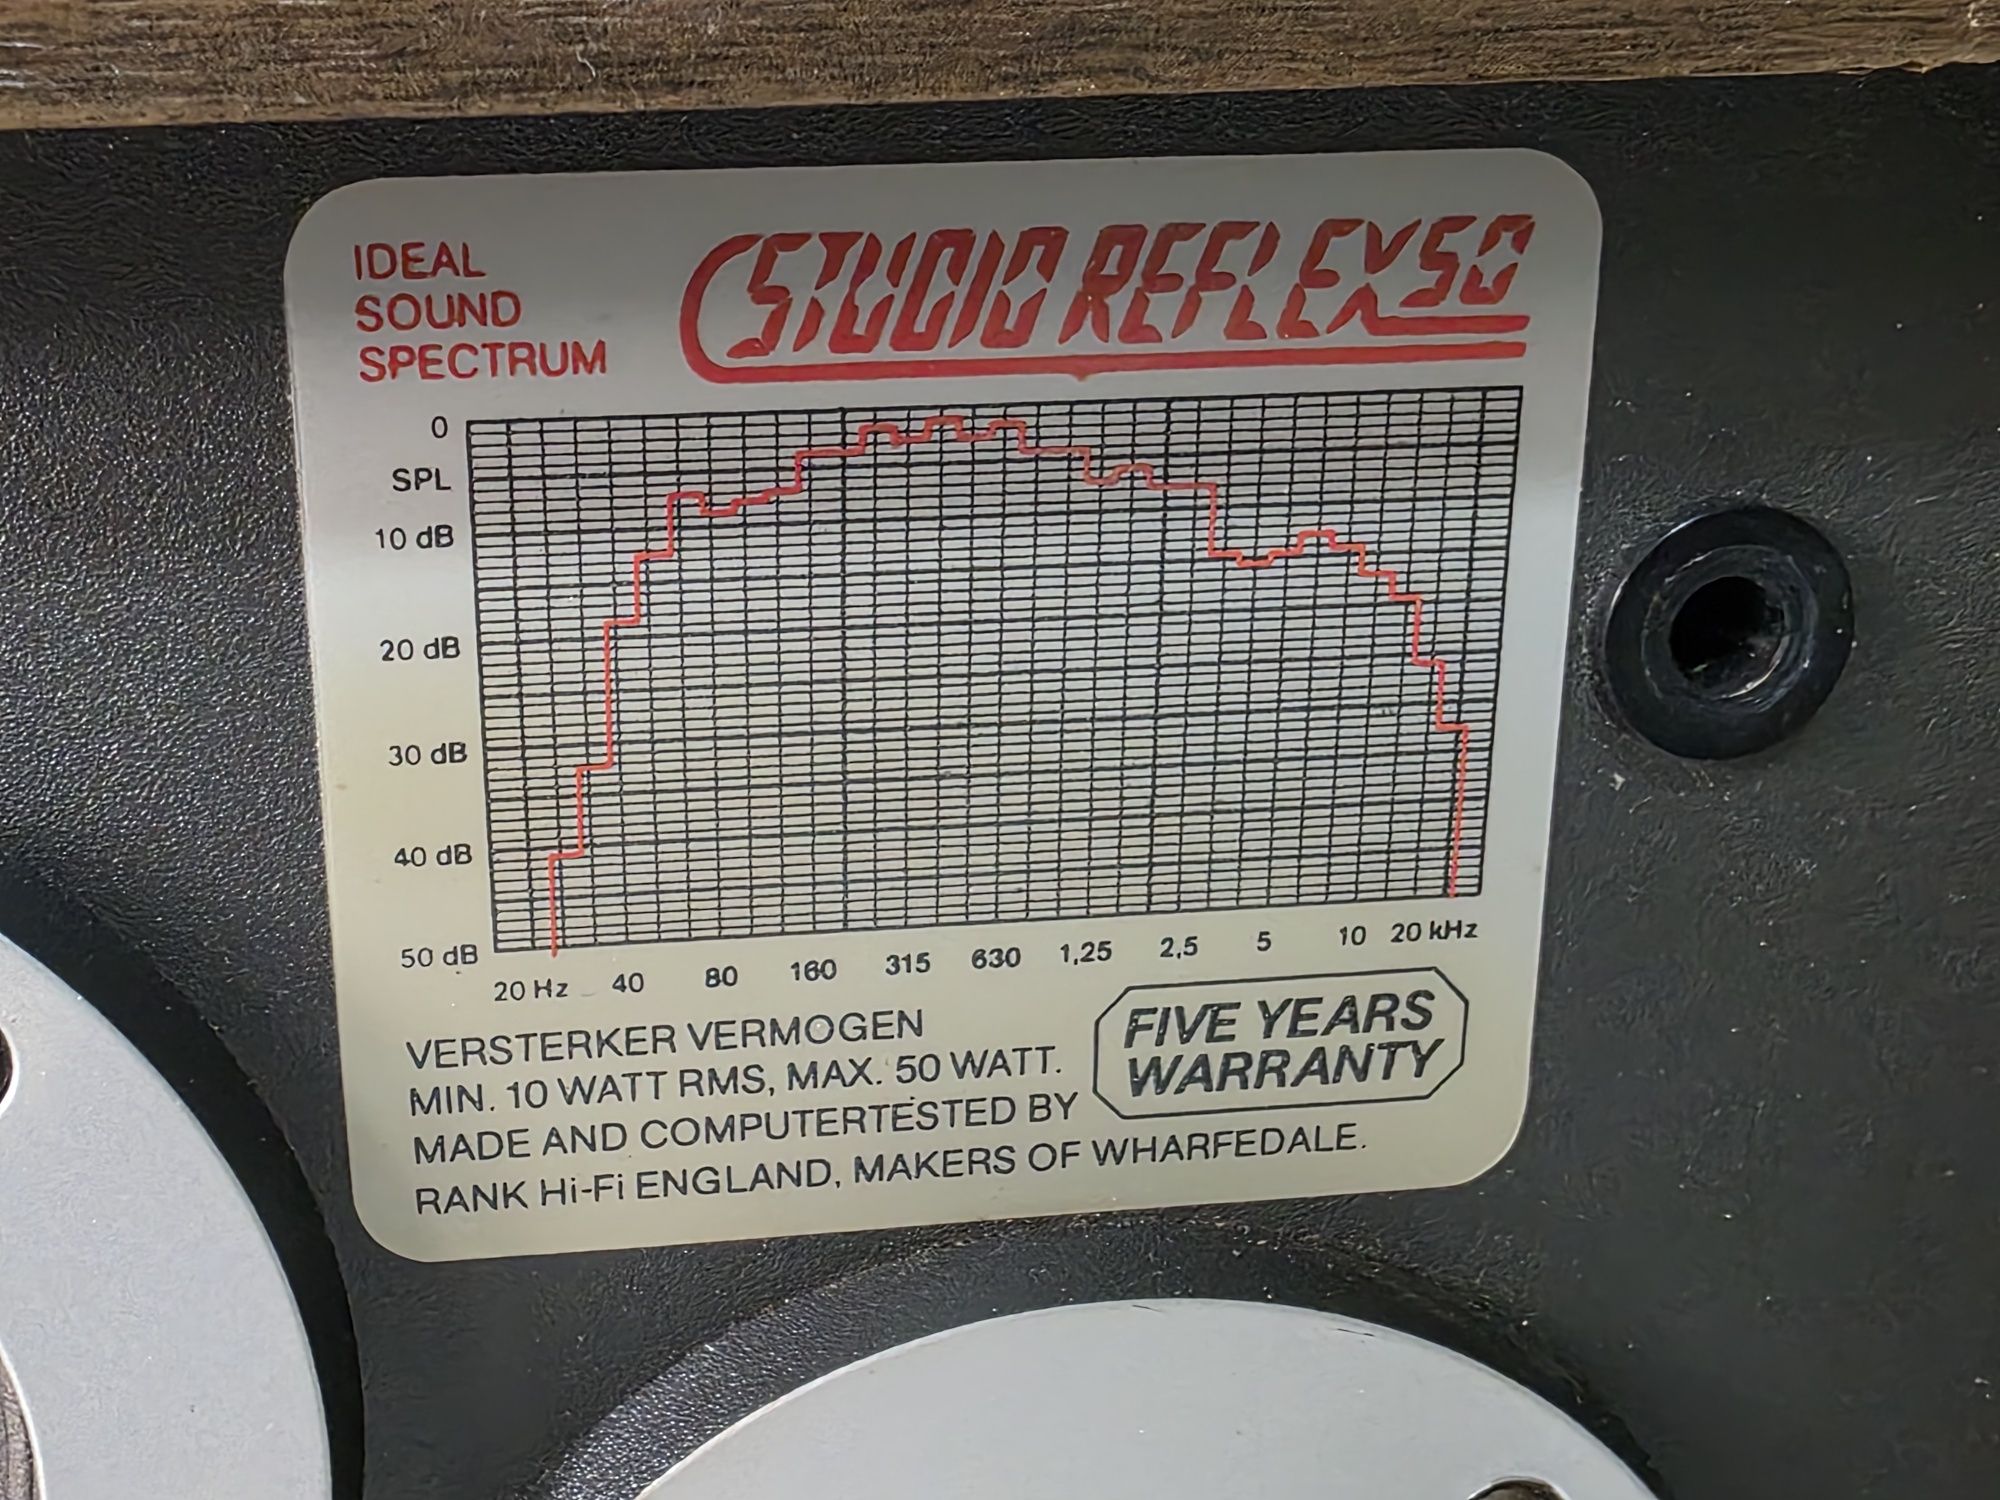 IDEAL
SOUND
SPECTRUM
STUDIO REFLEX 50
0
SPL
10 dB
20 dB
30 dB
40 dB
50 dB
20 Hz 40 80 160 315 630 1,25 2,5 5 10 20 kHz
VERSTERKER VERMOGEN
MIN. 10 WATT RMS, MAX. 50 WATT.
MADE AND COMPUTERTESTED BY
RANK Hi-Fi ENGLAND, MAKERS OF WHARFEDALE.
FIVE YEARS
WARRANTY